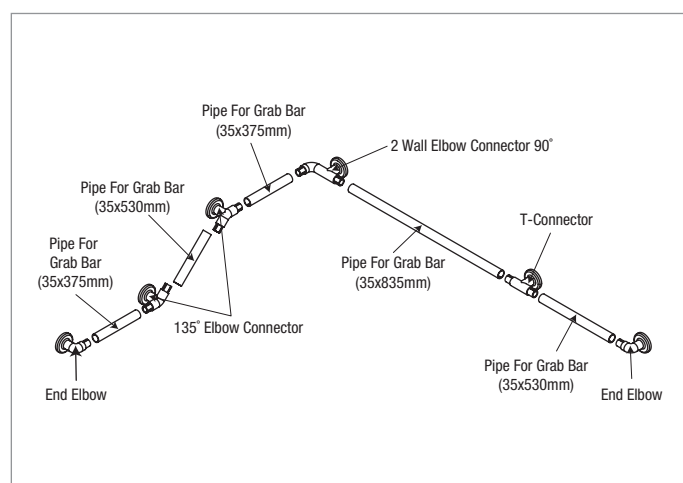 Pipe For Grab Bar
(35x375mm)
2 Wall Elbow Connector 90˚
Pipe For Grab Bar
(35x530mm)
T-Connector
Pipe For
Grab Bar
(35x375mm)
Pipe For Grab Bar
(35x835mm)
135˚ Elbow Connector
Pipe For Grab Bar
(35x530mm)
End Elbow
End Elbow